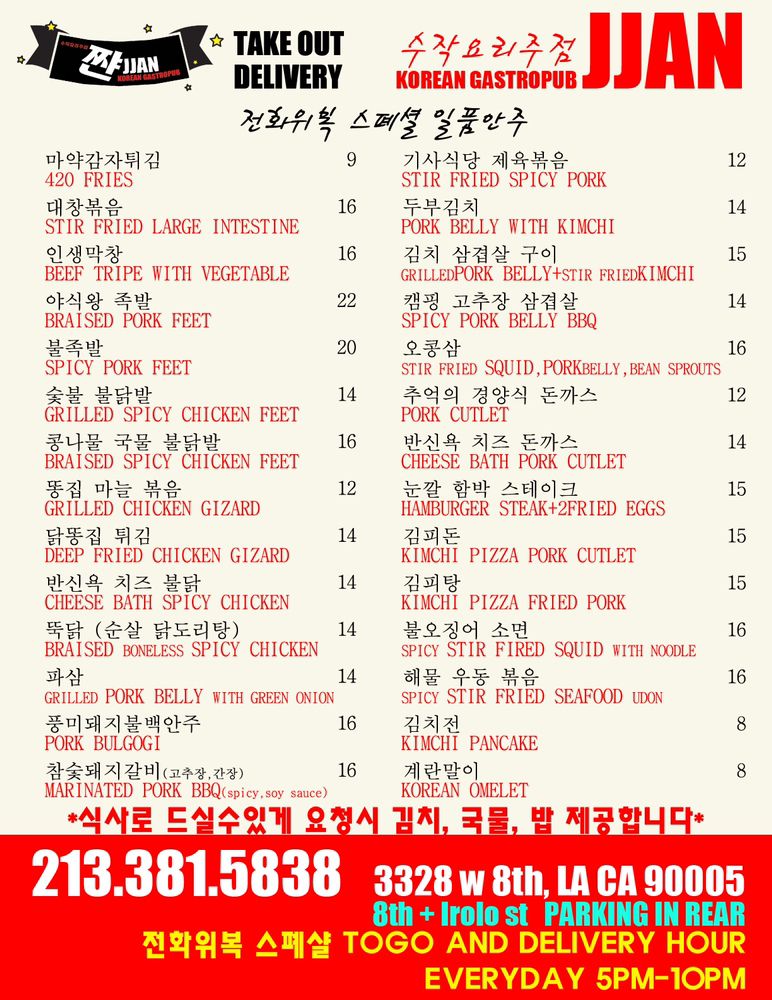 수작요리주점
짠 JJAN
KOREAN GASTROPUB
TAKE OUT
DELIVERY
수작요리주점
KOREAN GASTROPUB
JJAN
전화위복 스페셜 일품안주
마약감자튀김 9
420 FRIES
대창볶음 16
STIR FRIED LARGE INTESTINE
인생막창 16
BEEF TRIPE WITH VEGETABLE
야식왕 족발 22
BRAISED PORK FEET
불족발 20
SPICY PORK FEET
숯불 불닭발 14
GRILLED SPICY CHICKEN FEET
콩나물 국물 불닭발 16
BRAISED SPICY CHICKEN FEET
똥집 마늘 볶음 12
GRILLED CHICKEN GIZARD
닭똥집 튀김 14
DEEP FRIED CHICKEN GIZARD
반신욕 치즈 불닭 14
CHEESE BATH SPICY CHICKEN
뚝닭 (순살 닭도리탕) 14
BRAISED BONELESS SPICY CHICKEN
파삼 14
GRILLED PORK BELLY WITH GREEN ONION
풍미돼지불백안주 16
PORK BULGOGI
참숯돼지갈비(고추장,간장) 16
MARINATED PORK BBQ(spicy,soy sauce)
기사식당 제육볶음 12
STIR FRIED SPICY PORK
두부김치 14
PORK BELLY WITH KIMCHI
김치 삼겹살 구이 15
GRILLEDPORK BELLY+STIR FRIEDKIMCHI
캠핑 고추장 삼겹살 14
SPICY PORK BELLY BBQ
오콩삼 16
STIR FRIED SQUID,PORKBELLY,BEAN SPROUTS
추억의 경양식 돈까스 12
PORK CUTLET
반신욕 치즈 돈까스 14
CHEESE BATH PORK CUTLET
눈깔 함박 스테이크 15
HAMBURGER STEAK+2FRIED EGGS
김피돈 15
KIMCHI PIZZA PORK CUTLET
김피탕 15
KIMCHI PIZZA FRIED PORK
불오징어 소면 16
SPICY STIR FIRED SQUID WITH NOODLE
해물 우동 볶음 16
SPICY STIR FRIED SEAFOOD UDON
김치전 8
KIMCHI PANCAKE
계란말이 8
KOREAN OMELET
*식사로 드실수있게 요청시 김치, 국물, 밥 제공합니다*
213.381.5838
3328 w 8th, LA CA 90005
8th + Irolo st PARKING IN REAR
전화위복 스페샬 TOGO AND DELIVERY HOUR
EVERYDAY 5PM-10PM